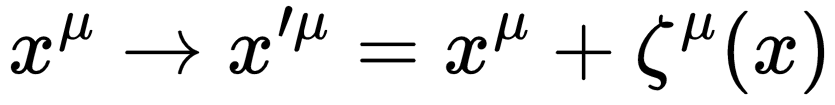 x^μ → x'^μ = x^μ + ζ^μ(x)